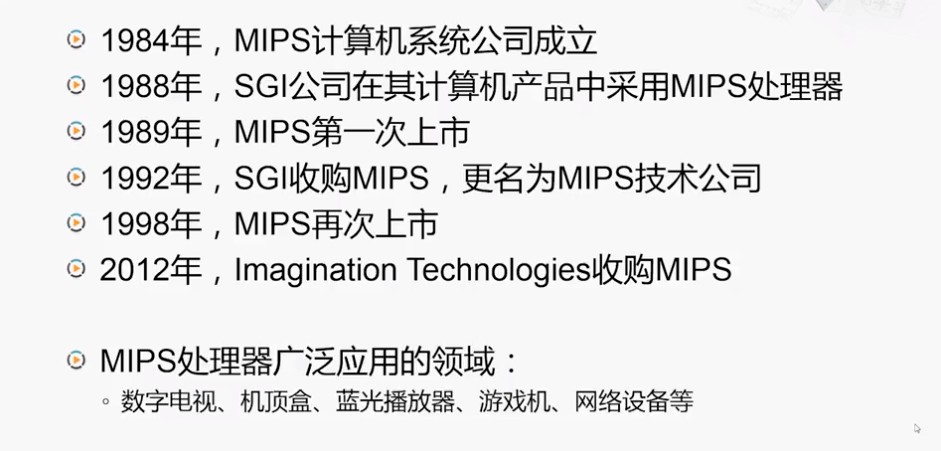 1984年，MIPS计算机系统公司成立
1988年，SGI公司在其计算机产品中采用MIPS处理器
1989年，MIPS第一次上市
1992年，SGI收购MIPS，更名为MIPS技术公司
1998年，MIPS再次上市
2012年，Imagination Technologies收购MIPS
MIPS处理器广泛应用的领域：
数字电视、机顶盒、蓝光播放器、游戏机、网络设备等